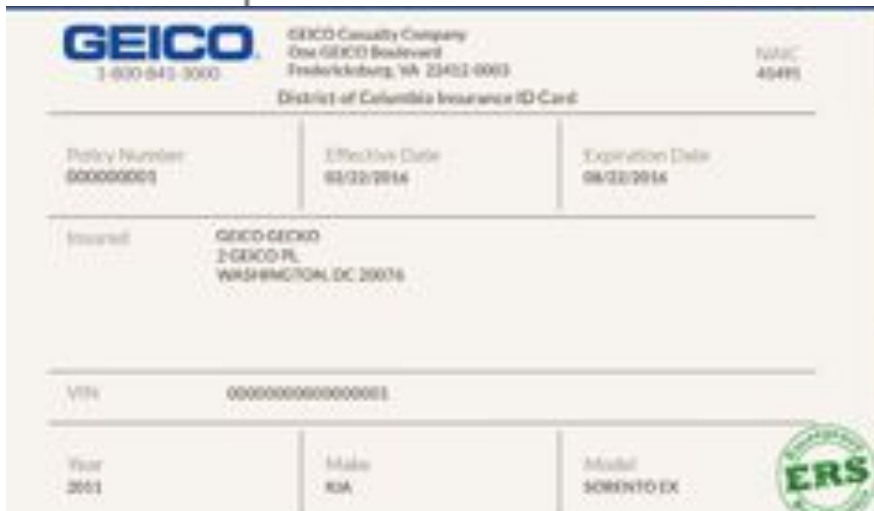 GEICO
1-800-841-3000
GEICO Casualty Company
One GEICO Boulevard
Fredericksburg, VA 22412-0003
District of Columbia Insurance ID Card
NAIC
41491
Policy Number
000000001
Effective Date
02/22/2016
Expiration Date
08/22/2016
Insured
GEICO GECKO
2 GEICO PL
WASHINGTON, DC 20076
VIN
Year
2011
Make
KIA
Model
SORENTO EX
ERS